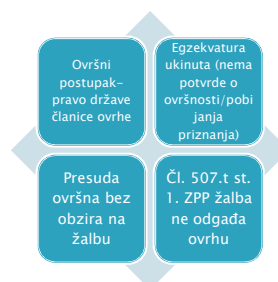 Ovršni
postupak-
pravo države
članice ovrhe
Egzekvatura
ukinuta (nema
potvrde o
ovršnosti/pobi
janja
priznanja)
Presuda
ovršna bez
obzira na
žalbu
Čl. 507.t st.
1. ZPP žalba
ne odgađa
ovrhu